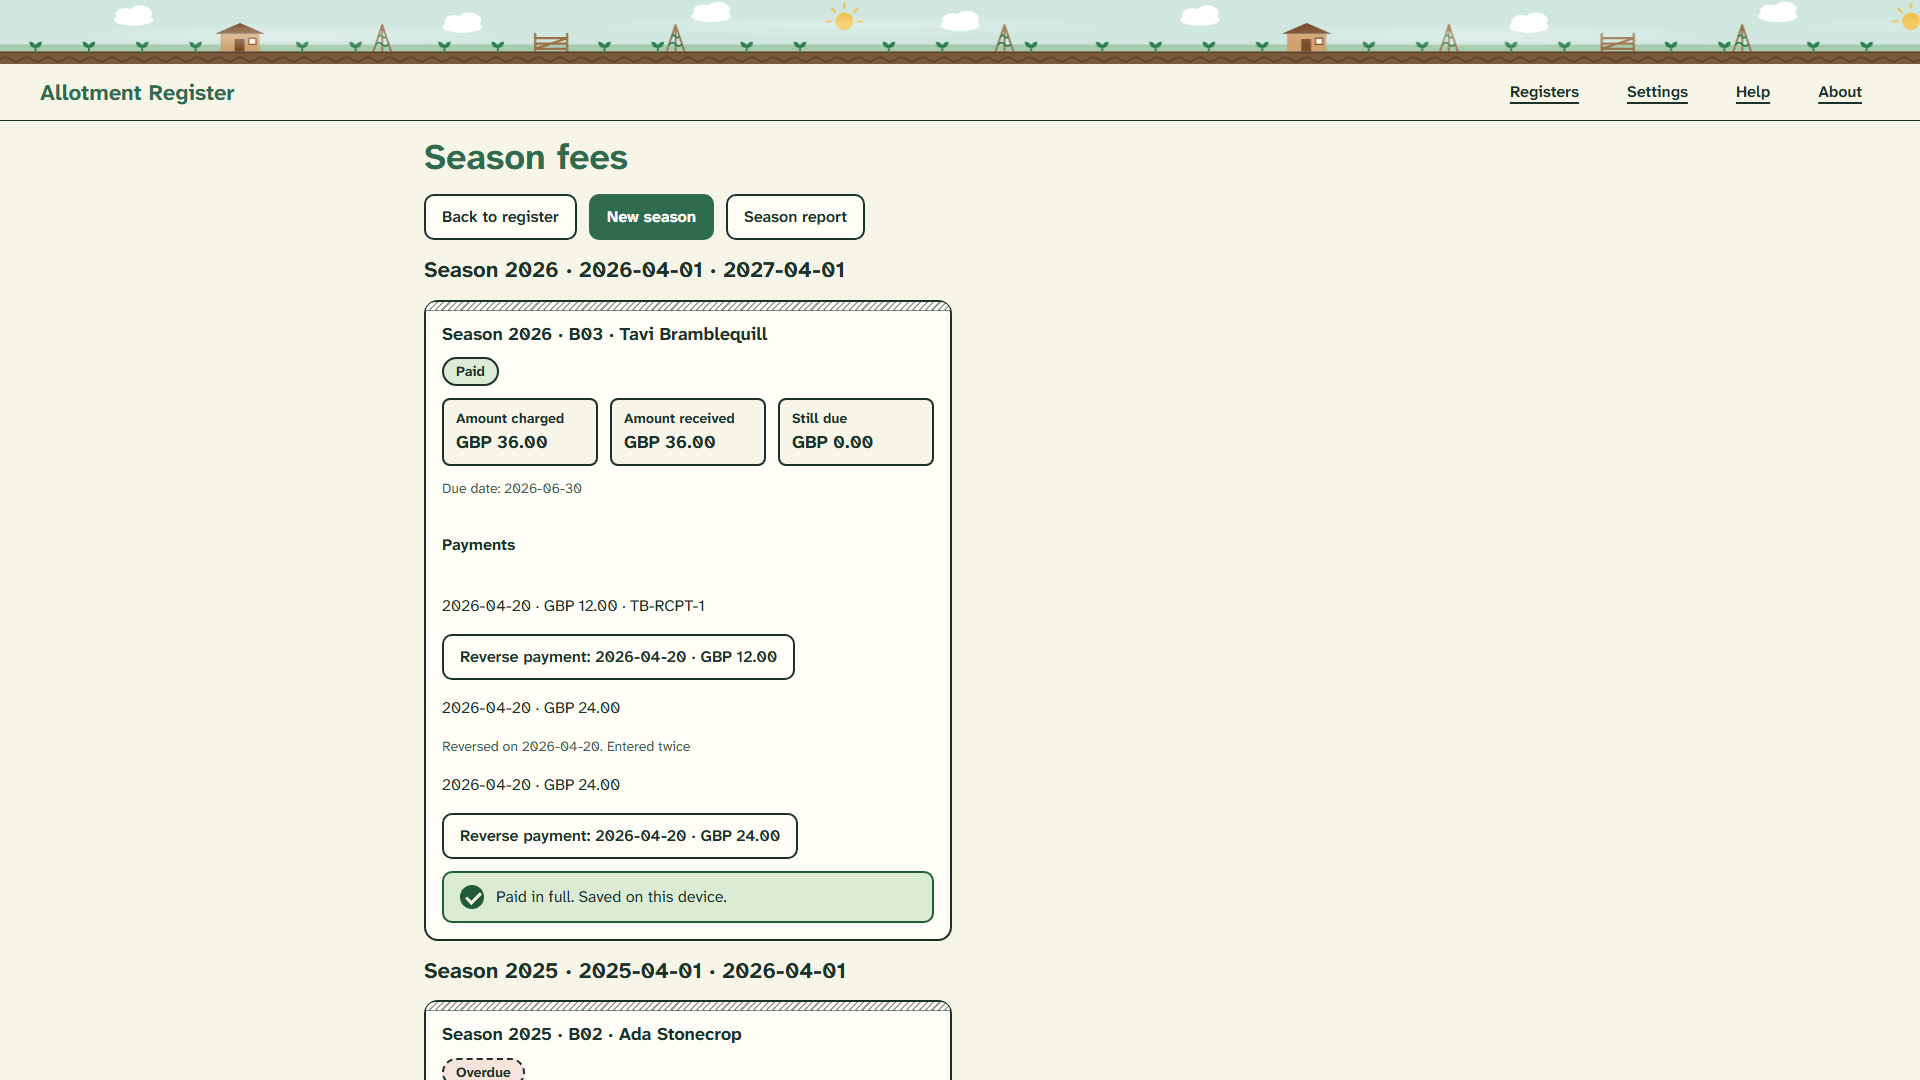 Allotment Register
Registers
Settings
Help
About
Season fees
Back to register
New season
Season report
Season 2026 · 2026-04-01 · 2027-04-01
Season 2026 · B03 · Tavi Bramblequill
Paid
Amount charged
GBP 36.00
Amount received
GBP 36.00
Still due
GBP 0.00
Due date: 2026-06-30
Payments
2026-04-20 · GBP 12.00 · TB-RCPT-1
Reverse payment: 2026-04-20 · GBP 12.00
2026-04-20 · GBP 24.00
Reversed on 2026-04-20. Entered twice
2026-04-20 · GBP 24.00
Reverse payment: 2026-04-20 · GBP 24.00
Paid in full. Saved on this device.
Season 2025 · 2025-04-01 · 2026-04-01
Season 2025 · B02 · Ada Stonecrop
Overdue